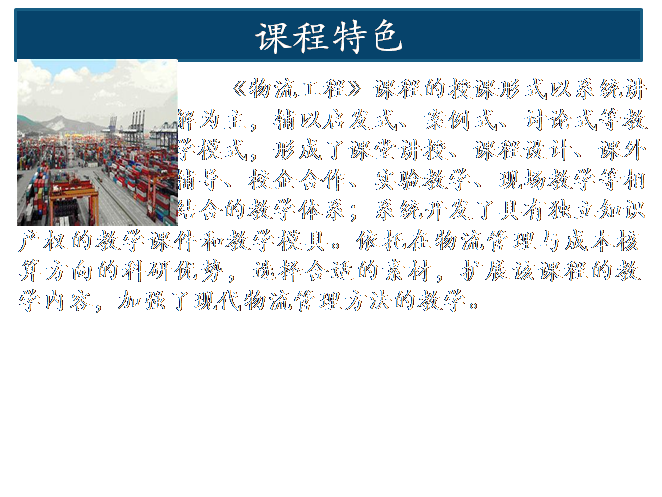 课程特色
《物流工程》课程的授课形式以系统讲
解为主，辅以启发式、案例式、讨论式等教
学模式，形成了课堂讲授、课程设计、课外
辅导、校企合作、实验教学、现场教学等相
结合的教学体系；系统开发了具有独立知识
产权的教学课件和教学模具。依托在物流管理与成本核
算方向的科研优势，选择合适的素材，扩展该课程的教
学内容，加强了现代物流管理方法的教学。